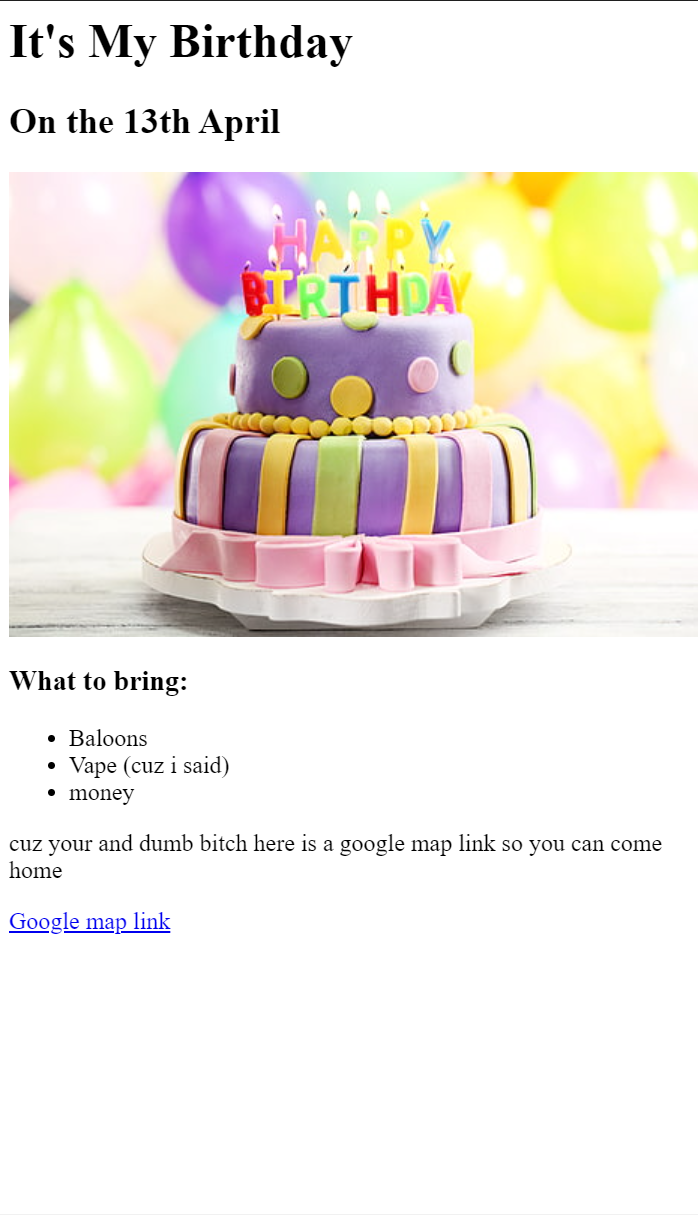 It's My Birthday
On the 13th April
HAPPY
BIRTHDAY
What to bring:
Baloons
Vape (cuz i said)
money
cuz your and dumb bitch here is a google map link so you can come
home
Google map link